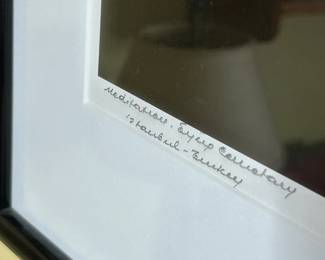 Meditation - Eyup Cemetary
Istanbul - Turkey